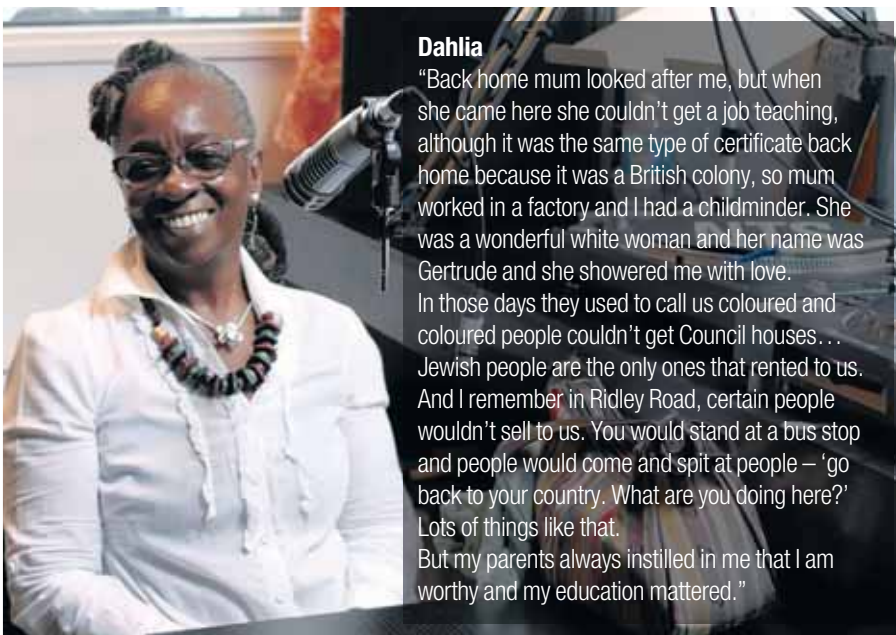 Dahlia
“Back home mum looked after me, but when
she came here she couldn’t get a job teaching,
although it was the same type of certificate back
home because it was a British colony, so mum
worked in a factory and I had a childminder. She
was a wonderful white woman and her name was
Gertrude and she showered me with love.
In those days they used to call us coloured and
coloured people couldn’t get Council houses…
Jewish people are the only ones that rented to us.
And I remember in Ridley Road, certain people
wouldn’t sell to us. You would stand at a bus stop
and people would come and spit at people – ‘go
back to your country. What are you doing here?’
Lots of things like that.
But my parents always instilled in me that I am
worthy and my education mattered.”